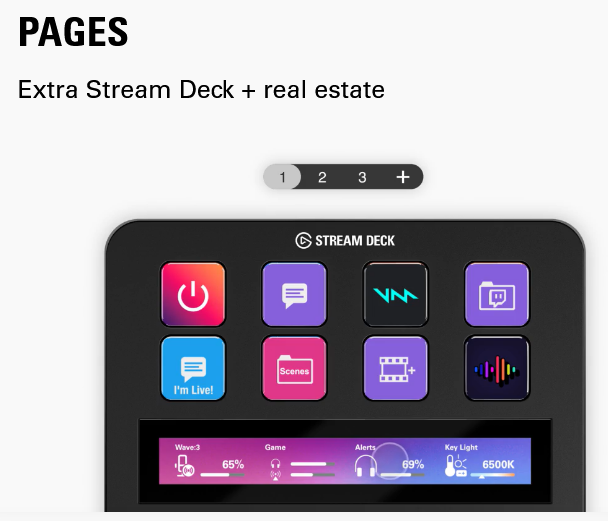 PAGES
Extra Stream Deck + real estate
1 2 3 +
STREAM DECK
I'm Live!
Scenes
Wave:3 Game Alerts Key Light
65% 69% 6500K